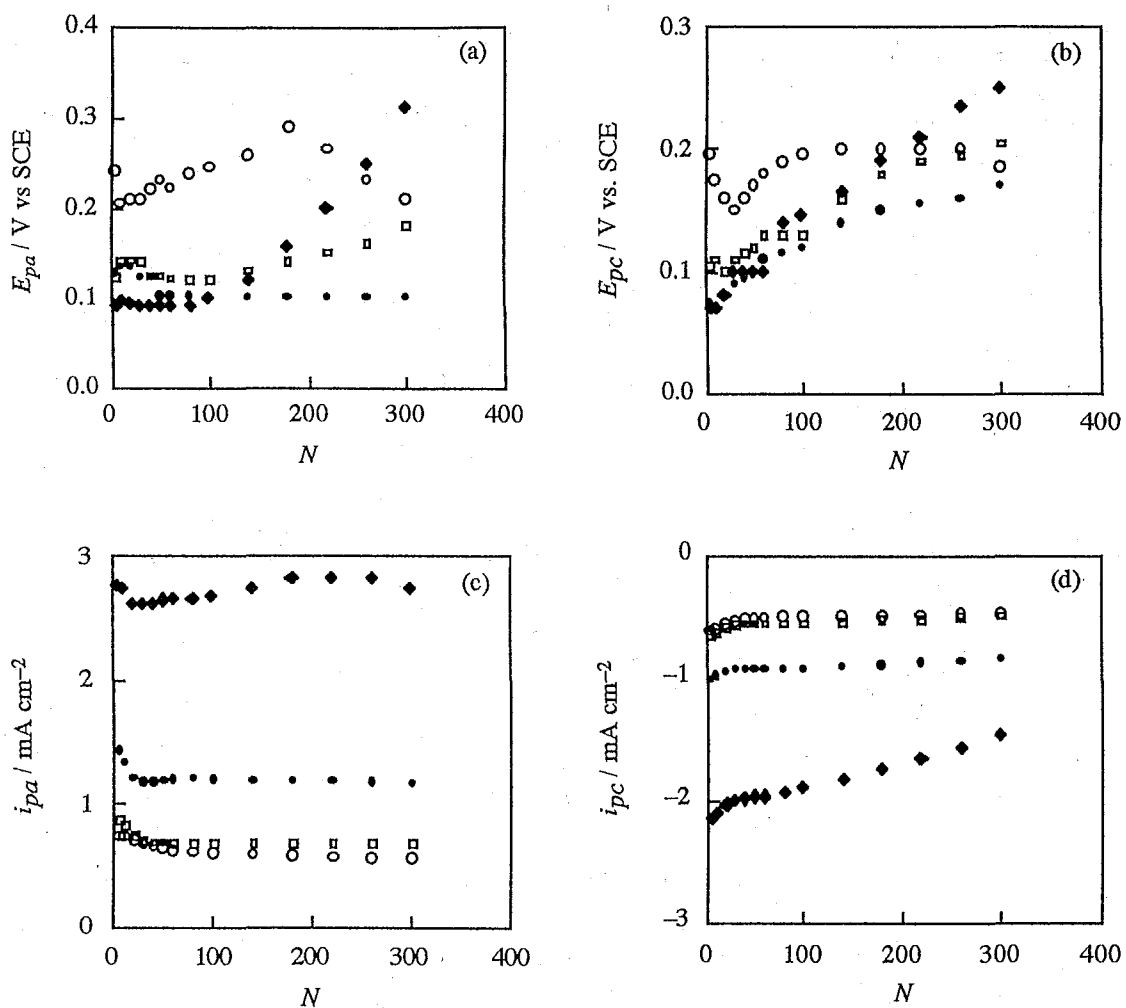 (a)
E_pa / V vs SCE
0.4
0.3
0.2
0.1
0.0
0 100 200 300 400
N
(b)
E_pc / V vs. SCE
0.3
0.2
0.1
0.0
0 100 200 300 400
N
(c)
i_pa / mA cm⁻²
3
2
1
0
0 100 200 300 400
N
(d)
i_pc / mA cm⁻²
−0
−1
−2
−3
0 100 200 300 400
N